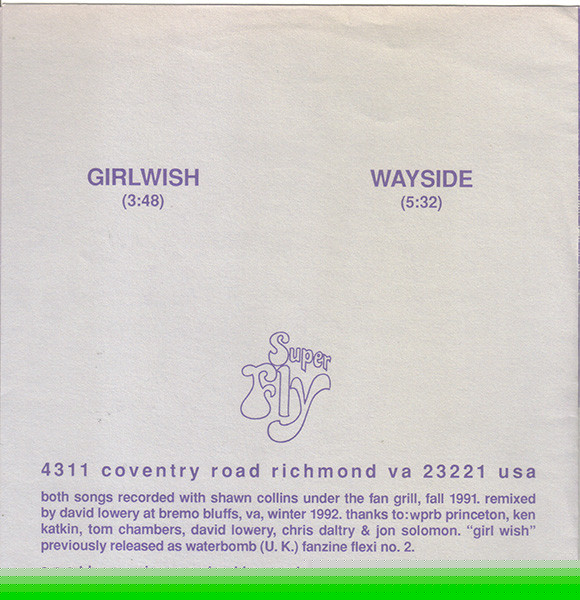 GIRLWISH
(3:48)
WAYSIDE
(5:32)
Super
Fly
4311 coventry road richmond va 23221 usa
both songs recorded with shawn collins under the fan grill, fall 1991. remixed
by david lowery at bremo bluffs, va, winter 1992. thanks to: wprb princeton, ken
katkin, tom chambers, david lowery, chris daltry & jon solomon. "girl wish"
previously released as waterbomb (U. K.) fanzine flexi no. 2.